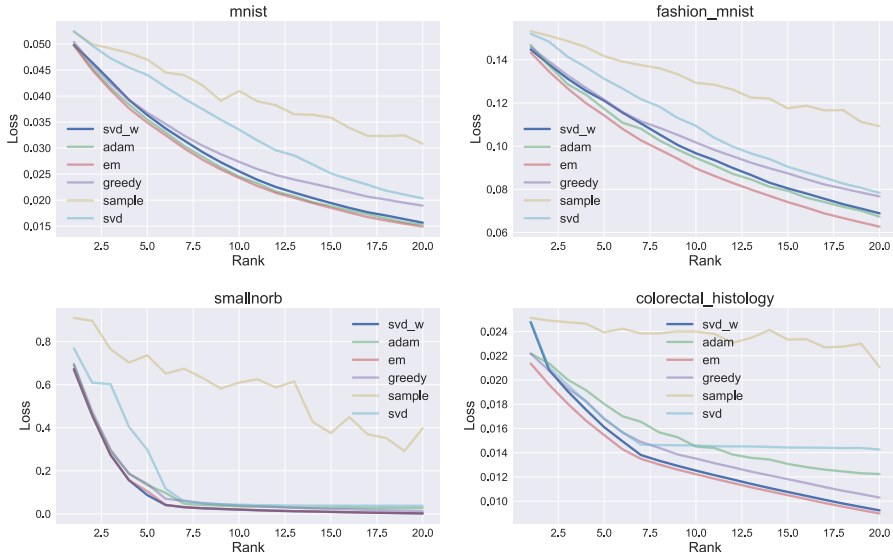 mnist
0.050
0.045
0.040
0.035
0.030
0.025
0.020
0.015
Loss
svd_w
adam
em
greedy
sample
svd
2.5 5.0 7.5 10.0 12.5 15.0 17.5 20.0
Rank
fashion_mnist
0.14
0.12
0.10
0.08
0.06
Loss
svd_w
adam
em
greedy
sample
svd
2.5 5.0 7.5 10.0 12.5 15.0 17.5 20.0
Rank
smallnorb
0.8
0.6
0.4
0.2
0.0
Loss
svd_w
adam
em
greedy
sample
svd
2.5 5.0 7.5 10.0 12.5 15.0 17.5 20.0
Rank
colorectal_histology
0.024
0.022
0.020
0.018
0.016
0.014
0.012
0.010
Loss
svd_w
adam
em
greedy
sample
svd
2.5 5.0 7.5 10.0 12.5 15.0 17.5 20.0
Rank